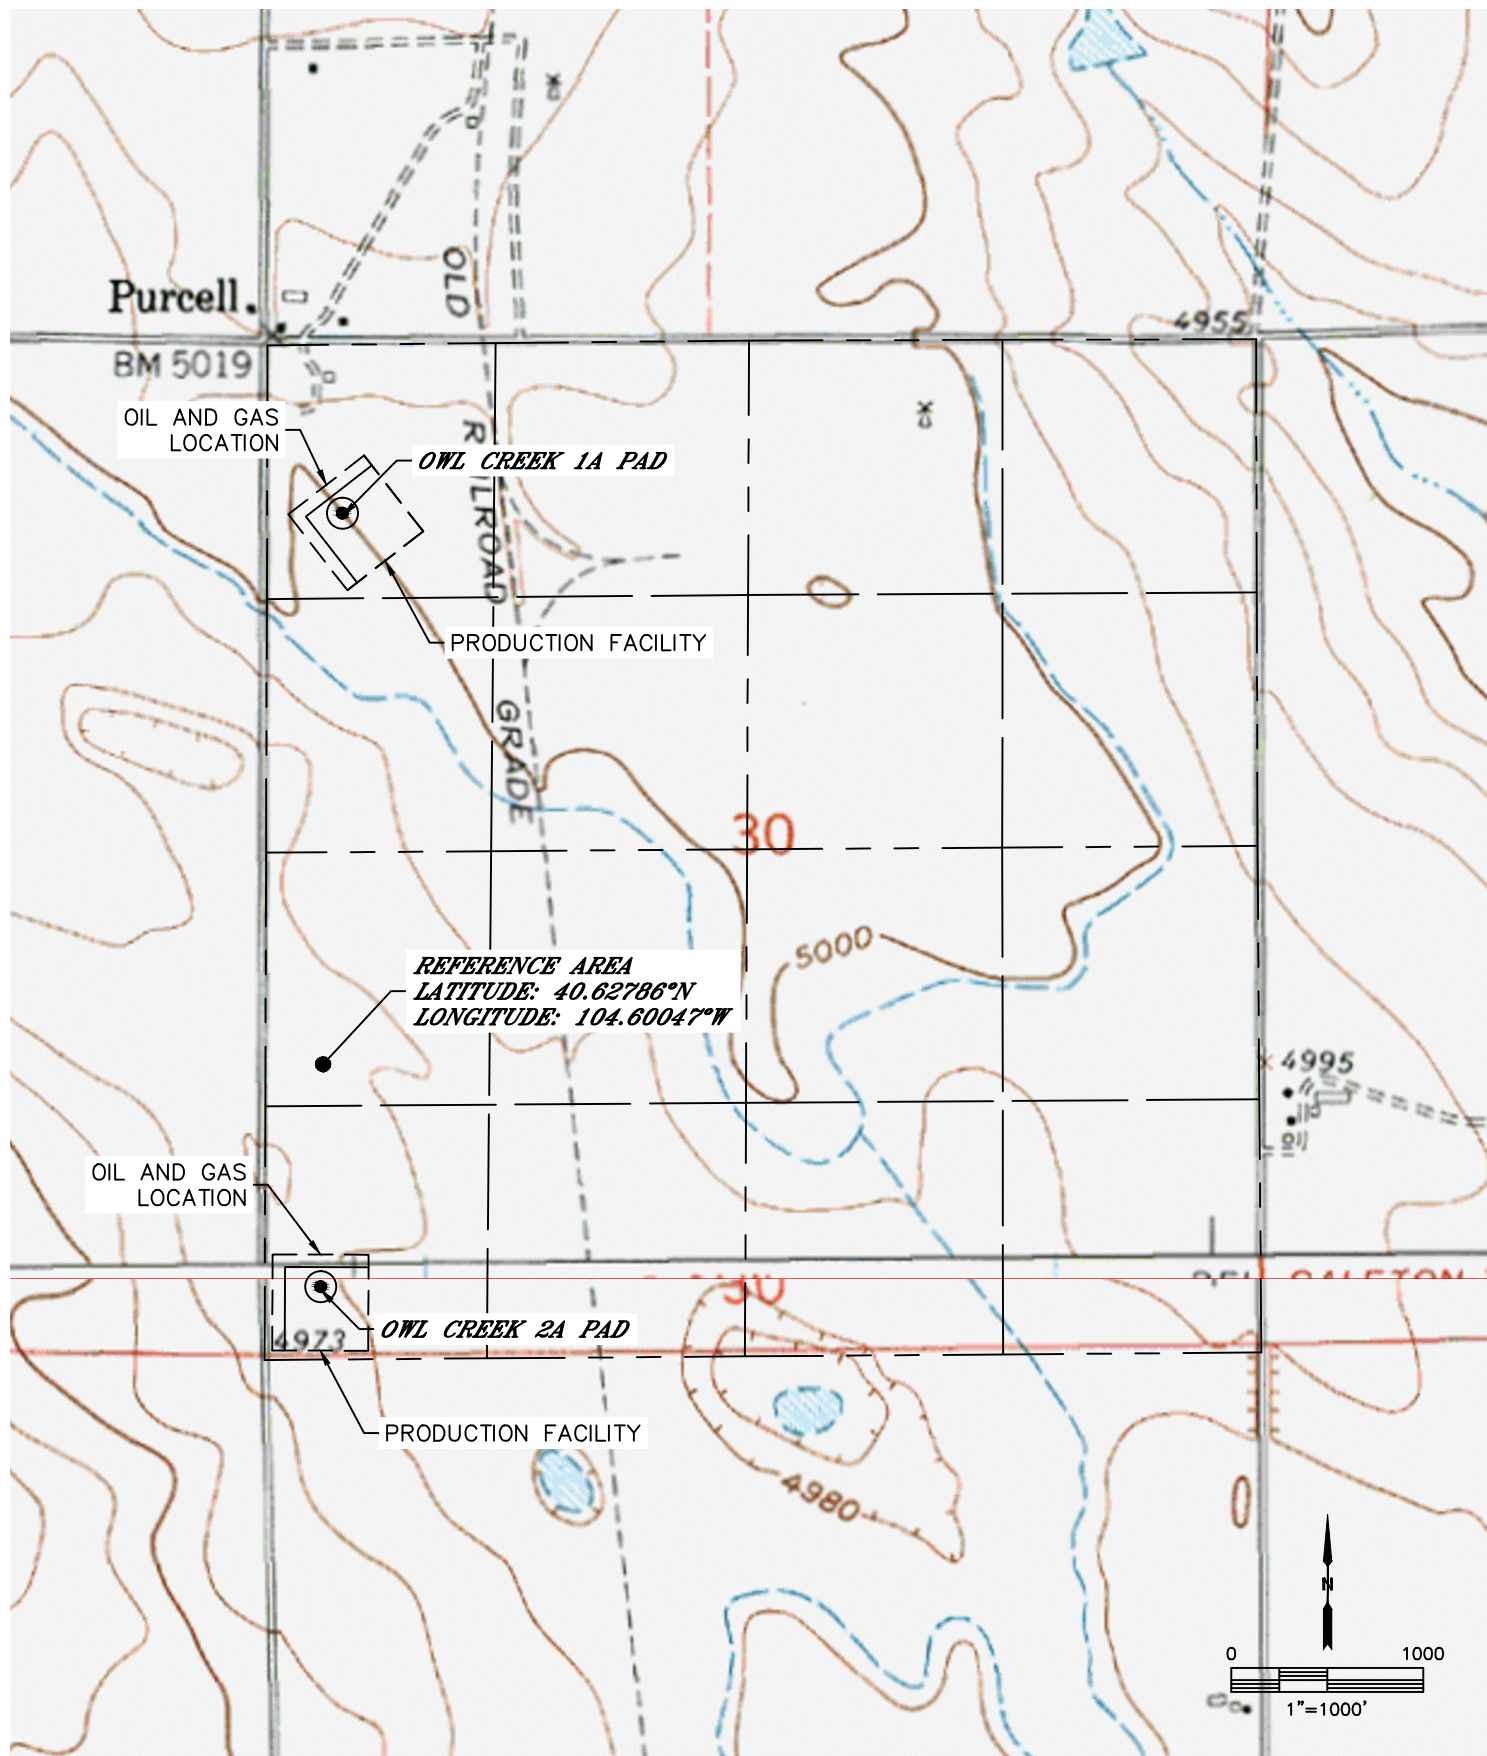 OLD
Purcell
4955
BM 5019
OIL AND GAS
LOCATION
OWL CREEK 1A PAD
RAILROAD
PRODUCTION FACILITY
GRADE
30
5000
REFERENCE AREA
LATITUDE: 40.62786°N
LONGITUDE: 104.60047°W
4995
OIL AND GAS
LOCATION
30
4973
OWL CREEK 2A PAD
PRODUCTION FACILITY
4980
N
0 1000
1"=1000'